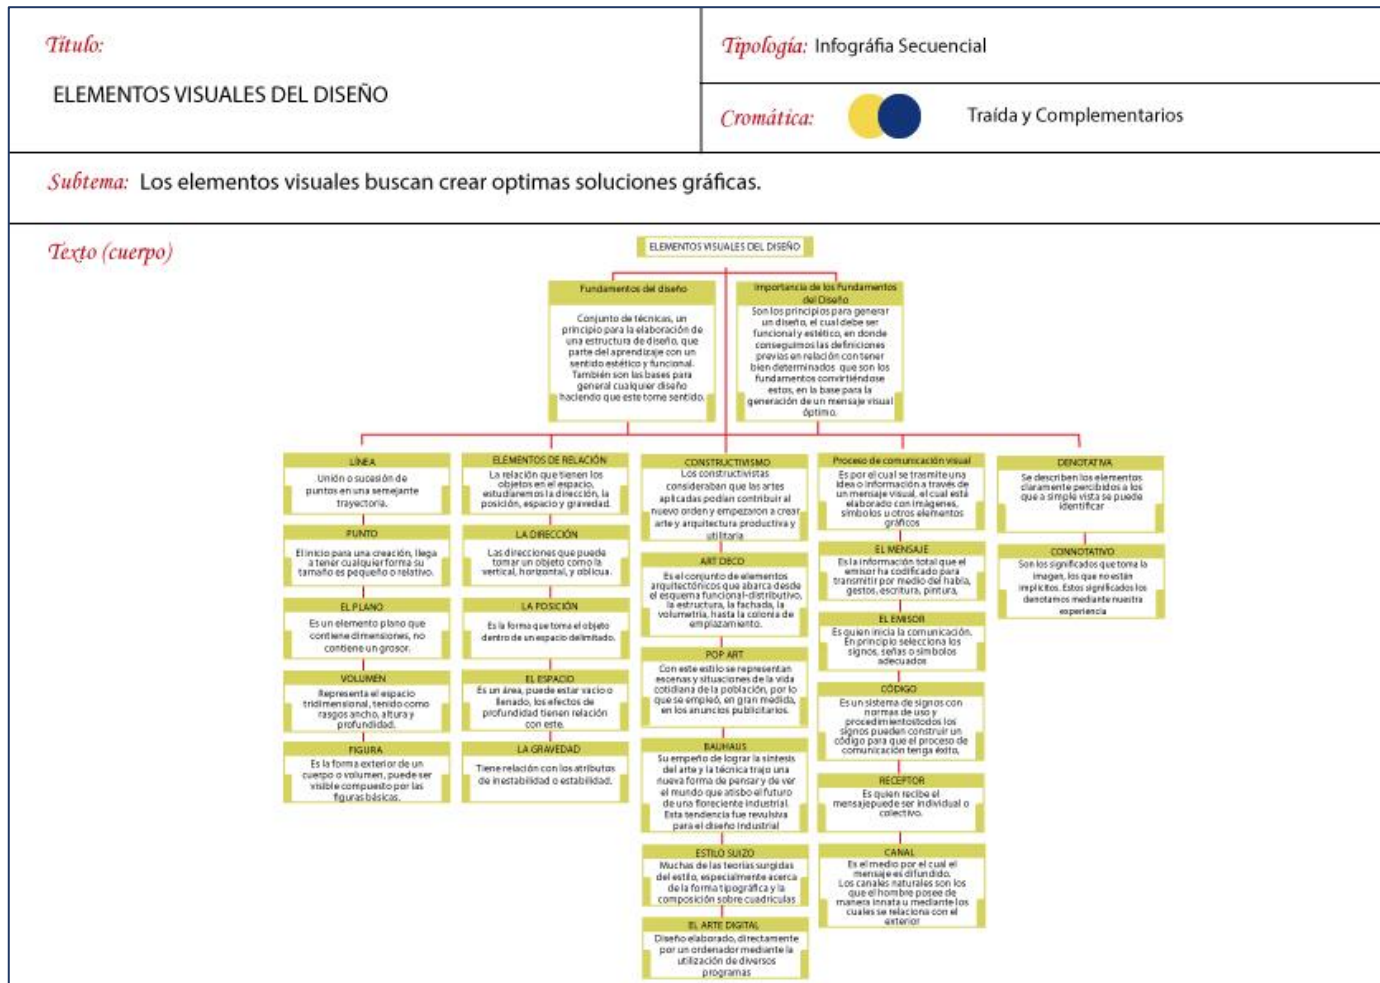 Título:
ELEMENTOS VISUALES DEL DISEÑO
Tipología: Infográfia Secuencial
Cromática: Traída y Complementarios
Subtema: Los elementos visuales buscan crear optimas soluciones gráficas.
Texto (cuerpo)
ELEMENTOS VISUALES DEL DISEÑO
Fundamentos del diseño
Conjunto de técnicas, un
principio para la elaboración de
una estructura de diseño, que
parte del aprendizaje con un
sentido estético y funcional.
También son las bases para
general cualquier diseño
haciendo que este tome sentido.
Importancia de los Fundamentos
del Diseño
Son los principios para generar
un diseño, el cual debe ser
funcional y estético, en donde
conseguimos las definiciones
previas en relación con tener
bien determinados que son los
fundamentos convirtiéndose
estos, en la base para la
generación de un mensaje visual
óptimo.
LÍNEA
Unión o sucesión de
puntos en una semejante
trayectoria.
PUNTO
El inicio para una creación, llega
a tener cualquier forma su
tamaño es pequeño o relativo.
EL PLANO
Es un elemento plano que
contiene dimensiones, no
contiene un grosor.
VOLUMEN
Representa el espacio
tridimensional, tenido como
rasgos ancho, altura y
profundidad.
FIGURA
Es la forma exterior de un
cuerpo o volumen, puede ser
visible compuesto por las
figuras básicas.
ELEMENTOS DE RELACIÓN
La relación que tienen los
objetos en el espacio,
estudiaremos la dirección, la
posición, espacio y gravedad.
LA DIRECCIÓN
Las direcciones que puede
tomar un objeto como la
vertical, horizontal, y oblicua.
LA POSICIÓN
Es la forma que toma el objeto
dentro de un espacio delimitado.
EL ESPACIO
Es un área, puede estar vacío o
llenado, los efectos de
profundidad tienen relación
con este.
LA GRAVEDAD
Tiene relación con los atributos
de inestabilidad o estabilidad.
CONSTRUCTIVISMO
Los constructivistas
consideraban que las artes
aplicadas podían contribuir al
nuevo orden y empezaron a crear
arte y arquitectura productiva y
utilitaria
ART DECO
Es el conjunto de elementos
arquitectónicos que abarca desde
el esquema funcional-distributivo,
la estructura, la fachada, la
volumetría, hasta la colonia de
emplazamiento.
POP ART
Con este estilo se representan
escenas y situaciones de la vida
cotidiana de la población, por lo
que se empleó, en gran medida,
en los anuncios publicitarios.
BAUHAUS
Su empeño de lograr la síntesis
del arte y la técnica trajo una
nueva forma de pensar y de ver
el mundo que atisbo el futuro
de una floreciente industrial.
Esta tendencia fue revulsiva
para el diseño industrial
ESTILO SUIZO
Muchas de las teorías surgidas
del estilo, especialmente acerca
de la forma tipográfica y la
composición sobre cuadrículas
EL ARTE DIGITAL
Diseño elaborado, directamente
por un ordenador mediante la
utilización de diversos
programas
Proceso de comunicación visual
Es por el cual se trasmite una
idea o información a través de
un mensaje visual, el cual está
elaborado con imágenes,
símbolos u otros elementos
gráficos
EL MENSAJE
Es la información total que el
emisor ha codificado para
transmitir por medio del habla,
gestos, escritura, pintura,
EL EMISOR
Es quien inicia la comunicación.
En principio selecciona los
signos, señas o símbolos
adecuados
CÓDIGO
Es un sistema de signos con
normas de uso y
procedimientostodos los
signos pueden construir un
código para que el proceso de
comunicación tenga éxito,
RECEPTOR
Es quien recibe el
mensajepuede ser individual o
colectivo.
CANAL
Es el medio por el cual el
mensaje es difundido.
Los canales naturales son los
que el hombre posee de
manera innata u mediante los
cuales se relaciona con el
exterior
DENOTATIVA
Se describen los elementos
claramente percibidos a los
que a simple vista se puede
identificar
CONNOTATIVO
Son los significados que toma la
imagen, los que no están
implícitos. Estos significados los
denotamos mediante nuestra
experiencia